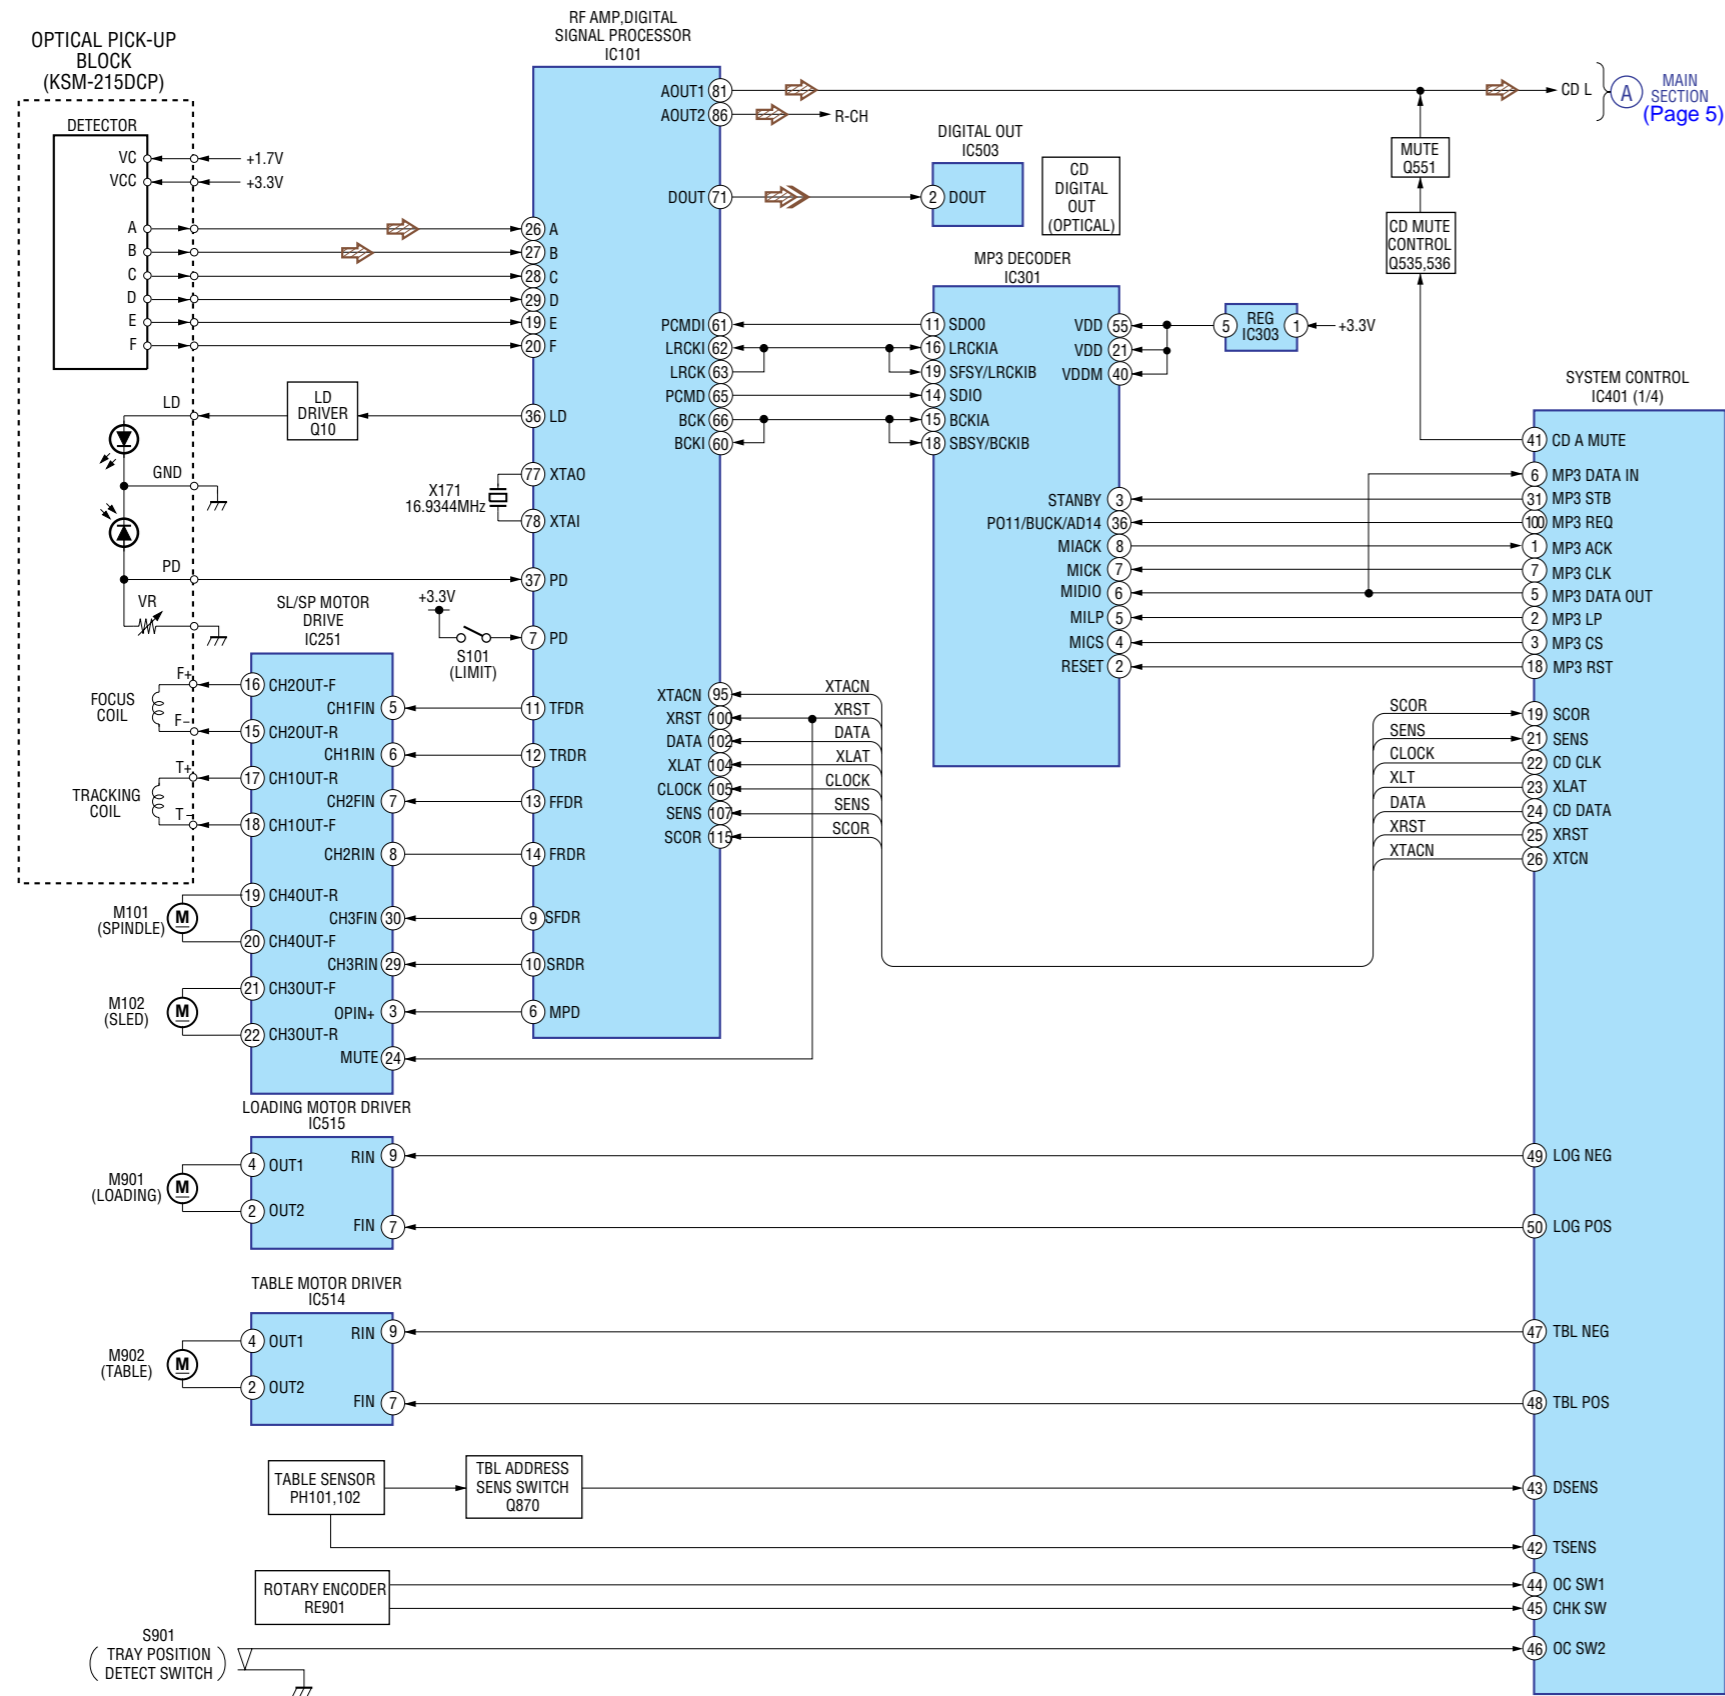 RF AMP,DIGITAL
SIGNAL PROCESSOR
IC101
OPTICAL PICK-UP
BLOCK
(KSM-215DCP)
DETECTOR
VC
+1.7V
VCC
+3.3V
A
B
C
D
E
F
26 A
27 B
28 C
29 D
19 E
20 F
AOUT1 81
AOUT2 86
R-CH
CD L
A
MAIN
SECTION
(Page 5)
MUTE
Q551
CD MUTE
CONTROL
Q535,536
DOUT 71
DIGITAL OUT
IC503
2 DOUT
CD
DIGITAL
OUT
(OPTICAL)
MP3 DECODER
IC301
PCMDI 61
LRCKI 62
LRCK 63
PCMD 65
BCK 66
BCKI 60
11 SDO0
16 LRCKIA
19 SFSY/LRCKIB
14 SDIO
15 BCKIA
18 SBSY/BCKIB
VDD 55
VDD 21
VDDM 40
5 REG 1
IC303
+3.3V
STANBY 3
PO11/BUCK/AD14 36
MIACK 8
MICK 7
MIDIO 6
MILP 5
MICS 4
RESET 2
SYSTEM CONTROL
IC401 (1/4)
41 CD A MUTE
6 MP3 DATA IN
31 MP3 STB
100 MP3 REQ
1 MP3 ACK
7 MP3 CLK
5 MP3 DATA OUT
2 MP3 LP
3 MP3 CS
18 MP3 RST
LD
LD
DRIVER
Q10
36 LD
GND
PD
VR
X171
16.9344MHz
77 XTAO
78 XTAI
37 PD
+3.3V
S101
(LIMIT)
7 PD
SL/SP MOTOR
DRIVE
IC251
FOCUS
COIL
F+
F−
TRACKING
COIL
T+
T−
16 CH2OUT-F
15 CH2OUT-R
17 CH1OUT-R
18 CH1OUT-F
19 CH4OUT-R
20 CH4OUT-F
21 CH3OUT-F
22 CH3OUT-R
CH1FIN 5
CH1RIN 6
CH2FIN 7
CH2RIN 8
CH3FIN 30
CH3RIN 29
OPIN+ 3
MUTE 24
11 TFDR
12 TRDR
13 FFDR
14 FRDR
9 SFDR
10 SRDR
6 MPD
XTACN 95 XTACN
XRST 100 XRST
DATA 102 DATA
XLAT 104 XLAT
CLOCK 105 CLOCK
SENS 107 SENS
SCOR 115 SCOR
SCOR 19 SCOR
SENS 21 SENS
CLOCK 22 CD CLK
XLT 23 XLAT
DATA 24 CD DATA
XRST 25 XRST
XTACN 26 XTCN
M101
(SPINDLE)
M
M102
(SLED)
M
LOADING MOTOR DRIVER
IC515
M901
(LOADING)
M
4 OUT1
2 OUT2
RIN 9
FIN 7
49 LOG NEG
50 LOG POS
TABLE MOTOR DRIVER
IC514
M902
(TABLE)
M
4 OUT1
2 OUT2
RIN 9
FIN 7
47 TBL NEG
48 TBL POS
TABLE SENSOR
PH101,102
TBL ADDRESS
SENS SWITCH
Q870
43 DSENS
42 TSENS
ROTARY ENCODER
RE901
44 OC SW1
45 CHK SW
S901
( TRAY POSITION
DETECT SWITCH )
46 OC SW2